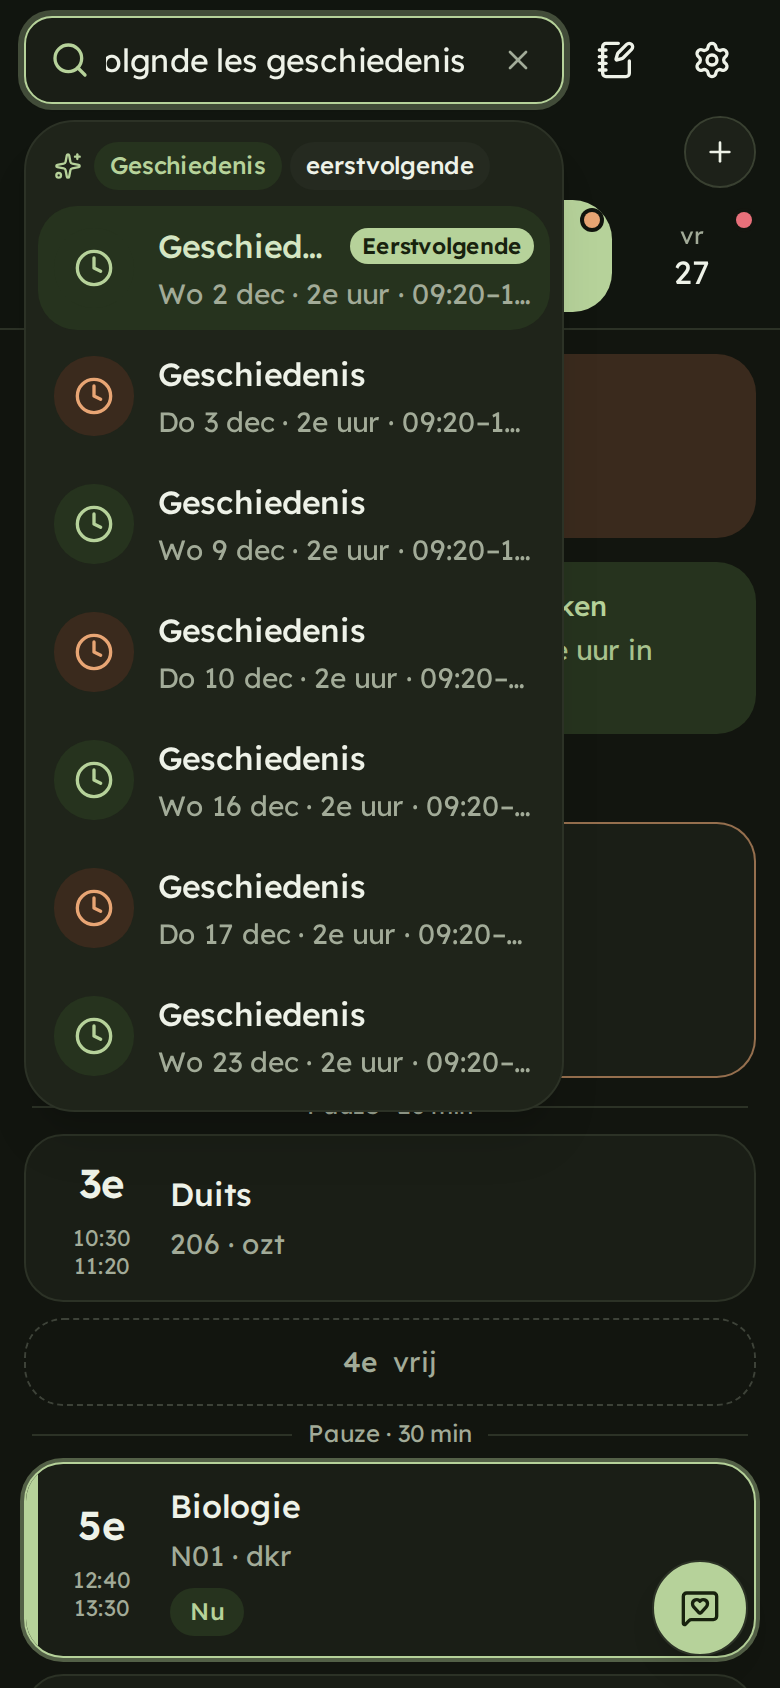 olgnde les geschiedenis
Geschiedenis eerstvolgende
Geschied... Eerstvolgende
Wo 2 dec · 2e uur · 09:20–1...
vr
27
Geschiedenis
Do 3 dec · 2e uur · 09:20–1...
Geschiedenis
Wo 9 dec · 2e uur · 09:20–1...
ken
Geschiedenis
e uur in
Do 10 dec · 2e uur · 09:20–...
Geschiedenis
Wo 16 dec · 2e uur · 09:20–...
Geschiedenis
Do 17 dec · 2e uur · 09:20–...
Geschiedenis
Wo 23 dec · 2e uur · 09:20–...
3e
10:30
11:20
Duits
206 · ozt
4e vrij
Pauze · 30 min
5e
12:40
13:30
Biologie
N01 · dkr
Nu